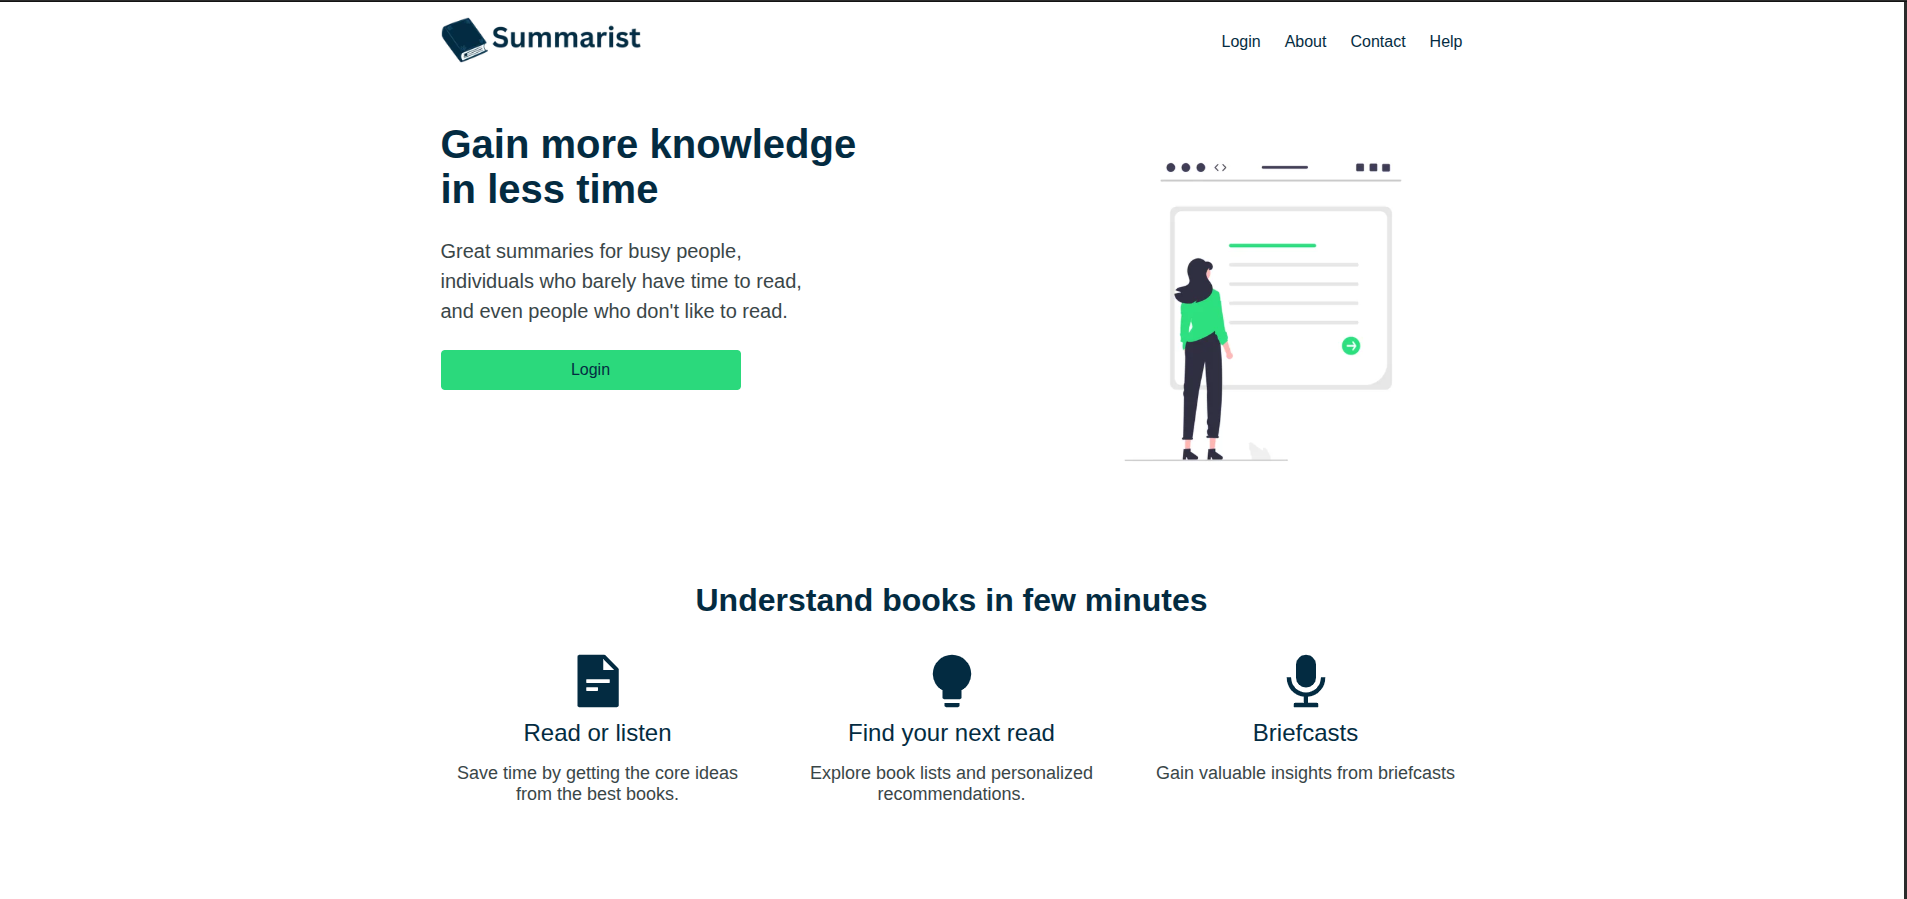 Summarist
Login About Contact Help
Gain more knowledge
in less time
Great summaries for busy people,
individuals who barely have time to read,
and even people who don't like to read.
Login
Understand books in few minutes
Read or listen
Save time by getting the core ideas
from the best books.
Find your next read
Explore book lists and personalized
recommendations.
Briefcasts
Gain valuable insights from briefcasts